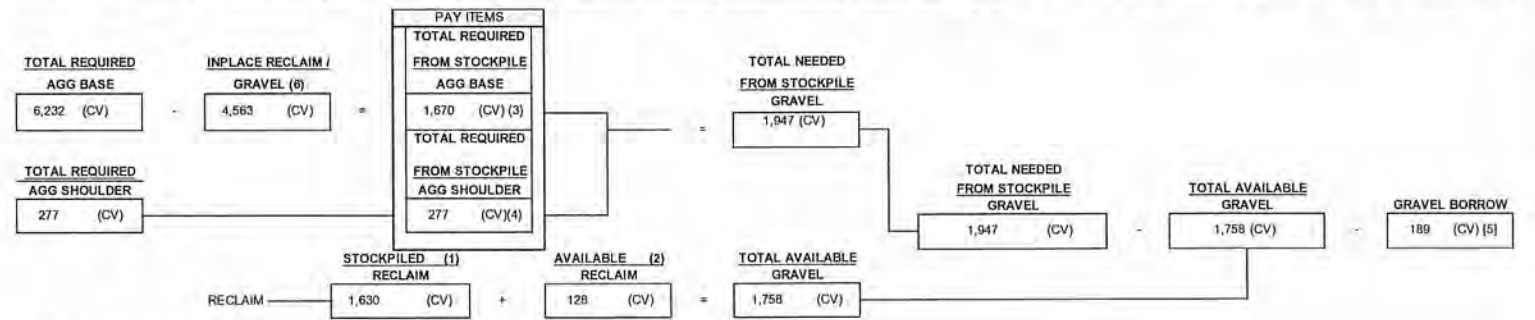 PAY ITEMS
TOTAL REQUIRED
FROM STOCKPILE
AGG BASE
1,670 (CV) (3)
TOTAL REQUIRED
FROM STOCKPILE
AGG SHOULDER
277 (CV)(4)
TOTAL REQUIRED
AGG BASE
6,232 (CV)
-
INPLACE RECLAIM /
GRAVEL (6)
4,563 (CV)
=
TOTAL REQUIRED
AGG SHOULDER
277 (CV)
=
TOTAL NEEDED
FROM STOCKPILE
GRAVEL
1,947 (CV)
TOTAL NEEDED
FROM STOCKPILE
GRAVEL
1,947 (CV)
-
TOTAL AVAILABLE
GRAVEL
1,758 (CV)
-
GRAVEL BORROW
189 (CV) [5]
RECLAIM
STOCKPILED (1)
RECLAIM
1,630 (CV)
+
AVAILABLE (2)
RECLAIM
128 (CV)
=
TOTAL AVAILABLE
GRAVEL
1,758 (CV)